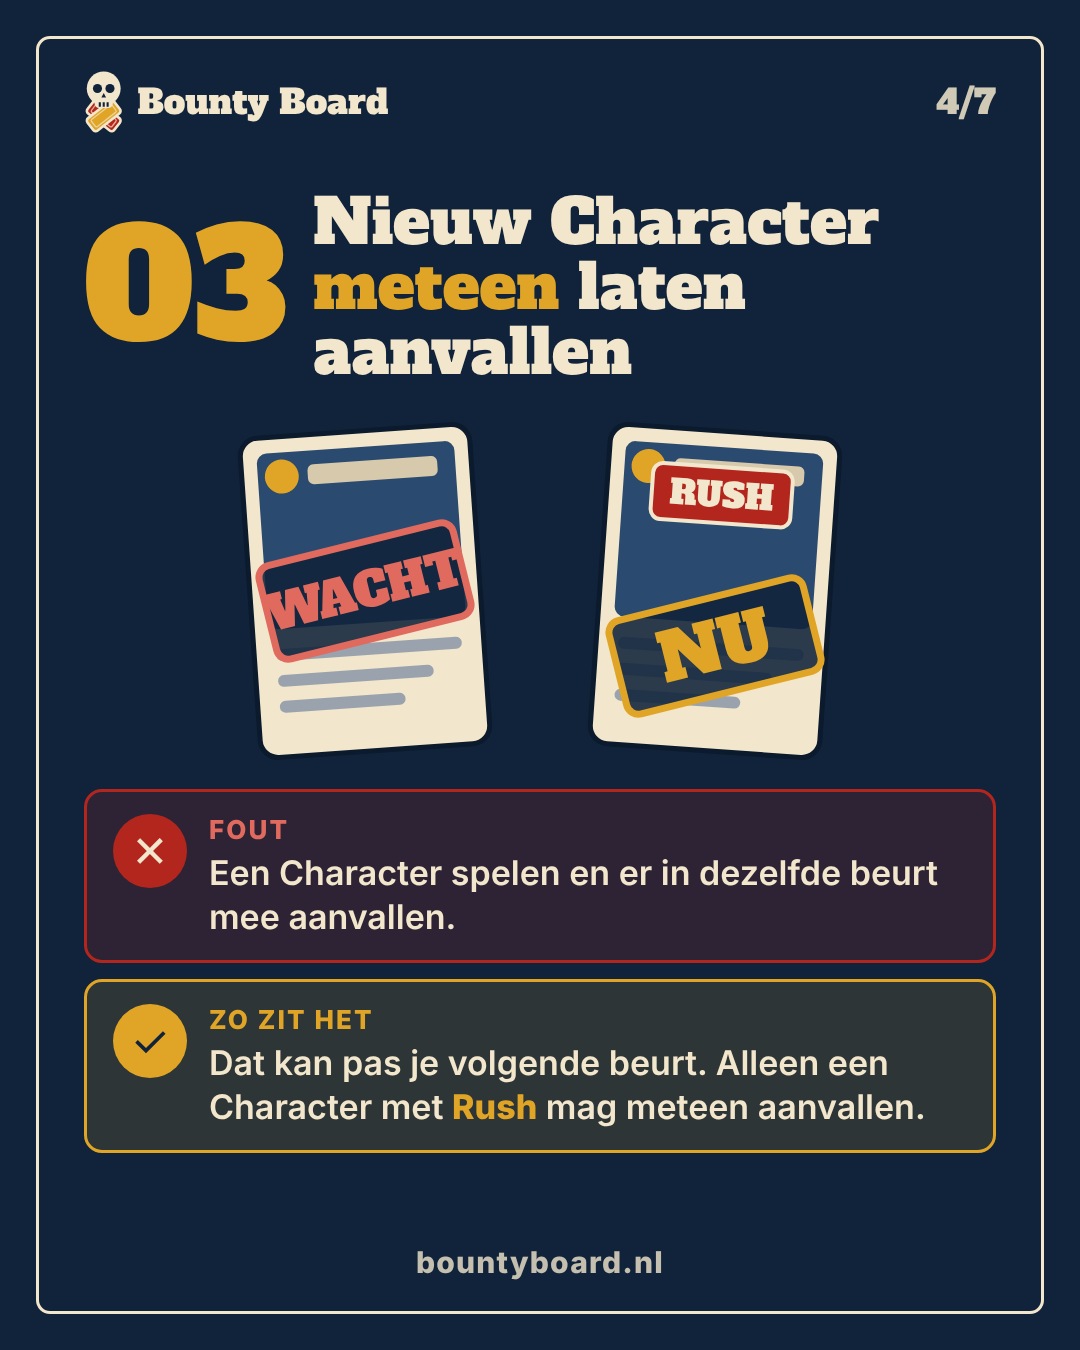 Bounty Board
4/7
03
Nieuw Character
meteen laten
aanvallen
WACHT
RUSH
NU
FOUT
Een Character spelen en er in dezelfde beurt
mee aanvallen.
ZO ZIT HET
Dat kan pas je volgende beurt. Alleen een
Character met Rush mag meteen aanvallen.
bountyboard.nl